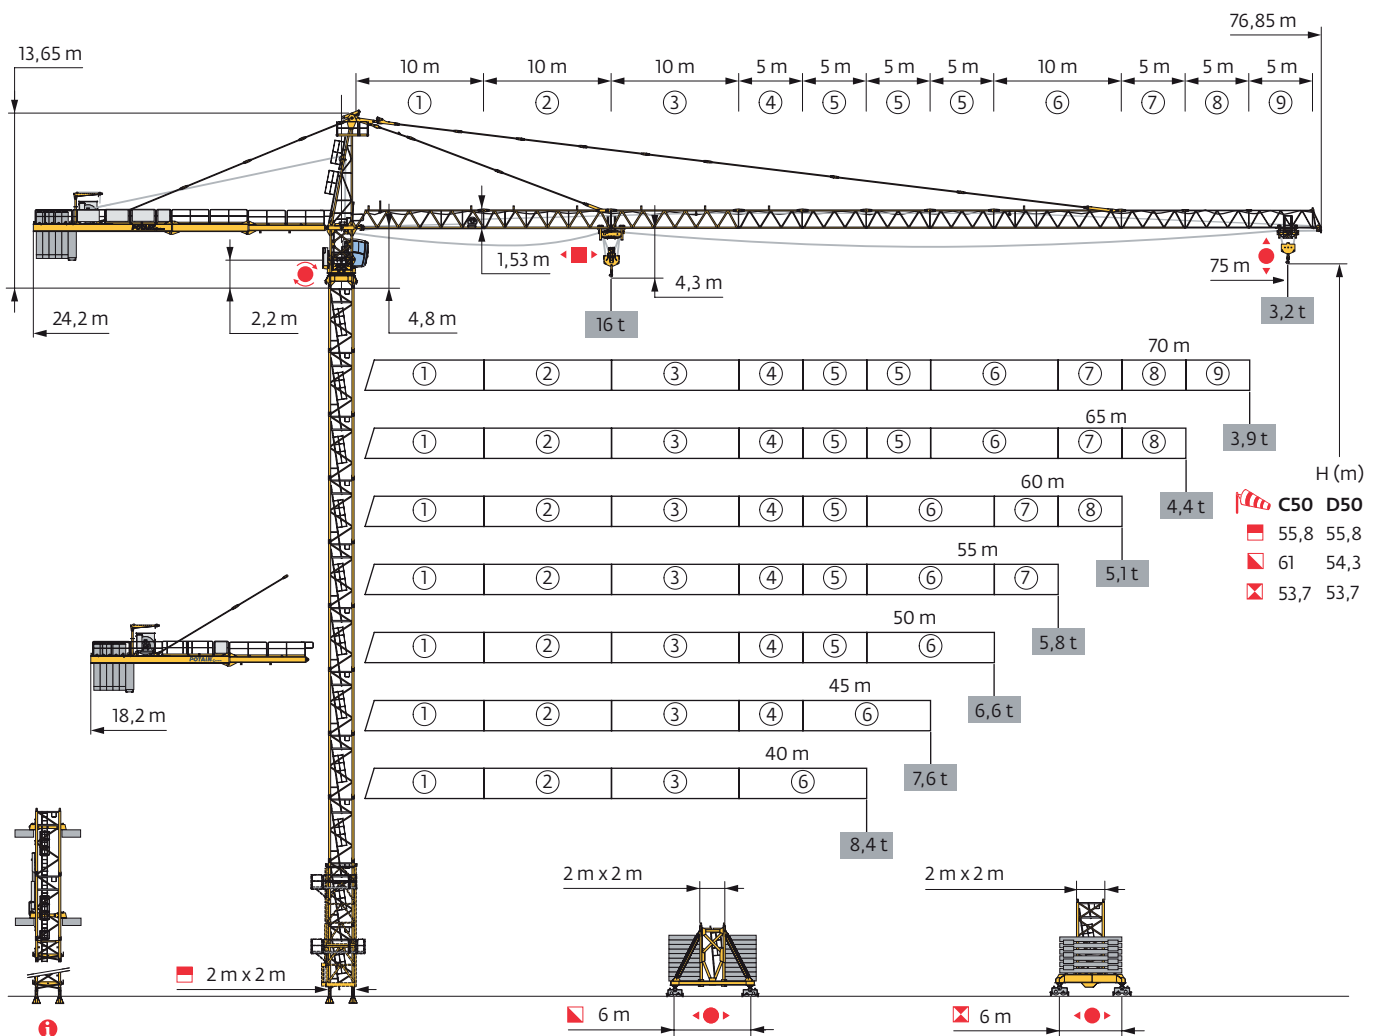 76,85 m
13,65 m
10 m 10 m 10 m 5 m 5 m 5 m 5 m 10 m 5 m 5 m 5 m
① ② ③ ④ ⑤ ⑤ ⑤ ⑥ ⑦ ⑧ ⑨
POTAIN
1,53 m
4,3 m
75 m
24,2 m
2,2 m
4,8 m
16 t
3,2 t
70 m
① ② ③ ④ ⑤ ⑤ ⑥ ⑦ ⑧ ⑨
3,9 t
65 m
① ② ③ ④ ⑤ ⑤ ⑥ ⑦ ⑧
4,4 t
60 m
① ② ③ ④ ⑤ ⑥ ⑦ ⑧
5,1 t
55 m
① ② ③ ④ ⑤ ⑥ ⑦
5,8 t
50 m
① ② ③ ④ ⑤ ⑥
6,6 t
45 m
① ② ③ ④ ⑥
7,6 t
40 m
① ② ③ ⑥
8,4 t
H (m)
C50 D50
55,8 55,8
61 54,3
53,7 53,7
POTAIN
18,2 m
2 m x 2 m
2 m x 2 m
2 m x 2 m
6 m
6 m
i